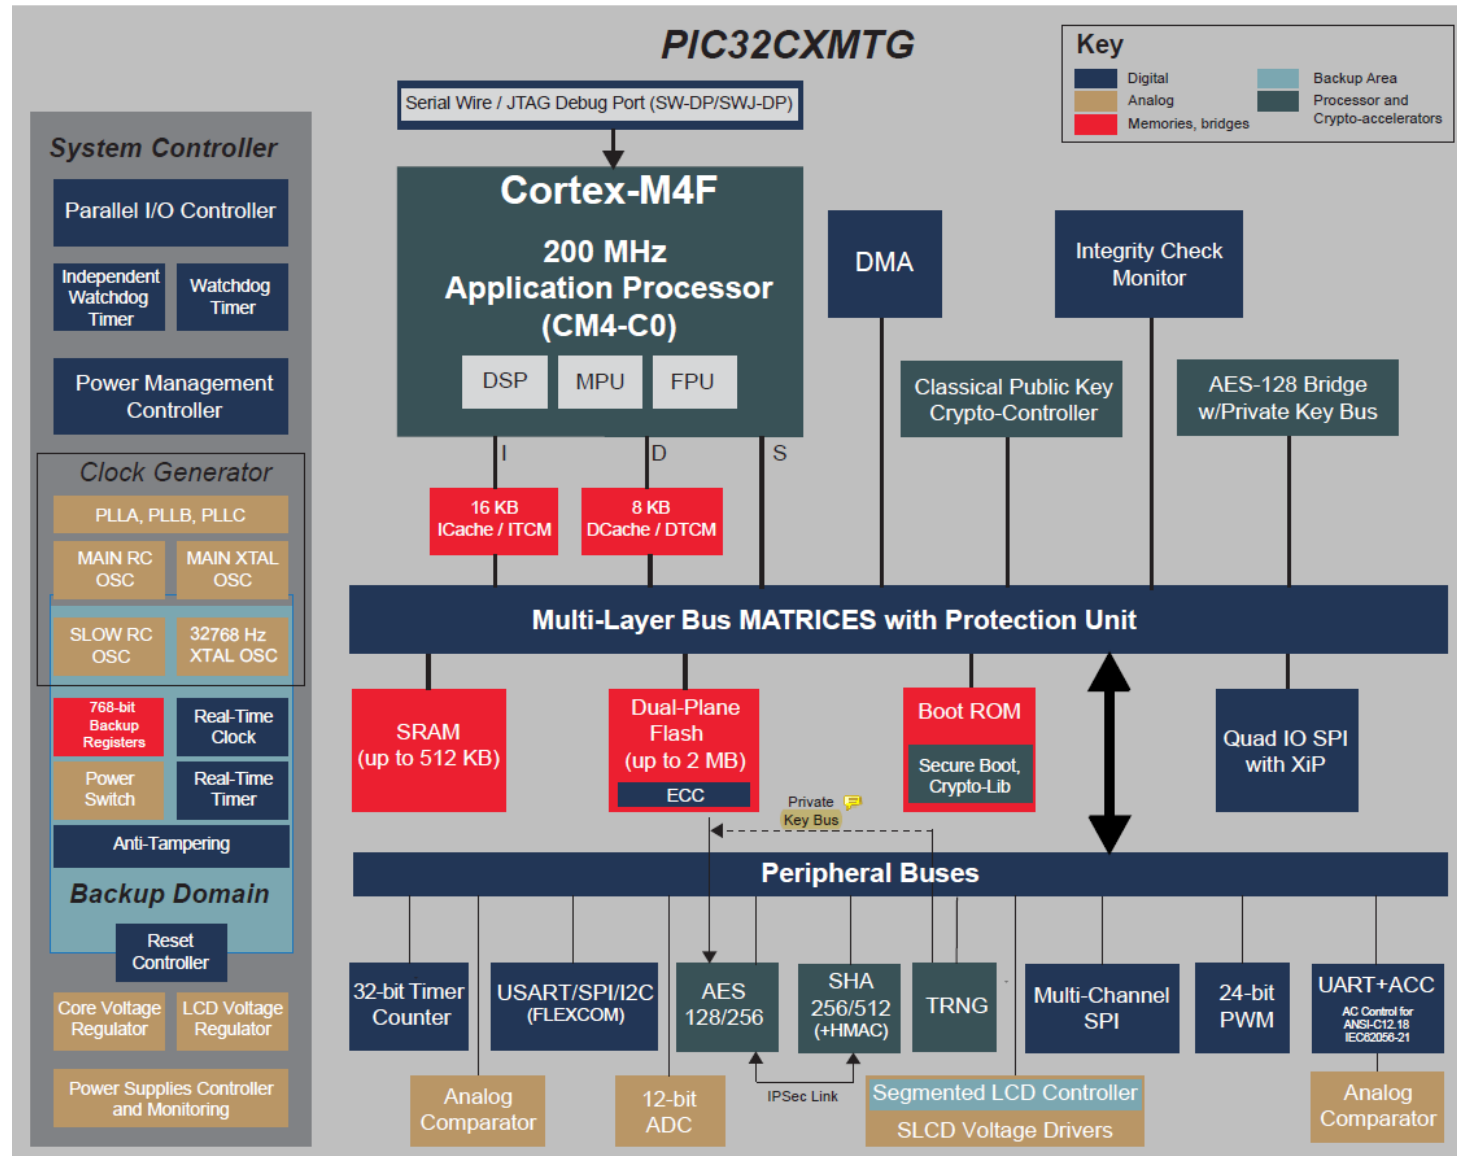 PIC32CXMTG
Key
Digital
Analog
Memories, bridges
Backup Area
Processor and
Crypto-accelerators
System Controller
Parallel I/O Controller
Independent
Watchdog
Timer
Watchdog
Timer
Power Management
Controller
Clock Generator
PLLA, PLLB, PLLC
MAIN RC
OSC
MAIN XTAL
OSC
SLOW RC
OSC
32768 Hz
XTAL OSC
768-bit
Backup
Registers
Real-Time
Clock
Power
Switch
Real-Time
Timer
Anti-Tampering
Backup Domain
Reset
Controller
Core Voltage
Regulator
LCD Voltage
Regulator
Power Supplies Controller
and Monitoring
Serial Wire / JTAG Debug Port (SW-DP/SWJ-DP)
Cortex-M4F
200 MHz
Application Processor
(CM4-C0)
DSP
MPU
FPU
I
D
S
16 KB
ICache / ITCM
8 KB
DCache / DTCM
DMA
Integrity Check
Monitor
Classical Public Key
Crypto-Controller
AES-128 Bridge
w/Private Key Bus
Multi-Layer Bus MATRICES with Protection Unit
SRAM
(up to 512 KB)
Dual-Plane
Flash
(up to 2 MB)
ECC
Boot ROM
Secure Boot,
Crypto-Lib
Quad IO SPI
with XiP
Private
Key Bus
Peripheral Buses
32-bit Timer
Counter
USART/SPI/I2C
(FLEXCOM)
AES
128/256
SHA
256/512
(+HMAC)
TRNG
Multi-Channel
SPI
24-bit
PWM
UART+ACC
AC Control for
ANSI-C12.18
IEC62056-21
IPSec Link
Analog
Comparator
12-bit
ADC
Segmented LCD Controller
SLCD Voltage Drivers
Analog
Comparator